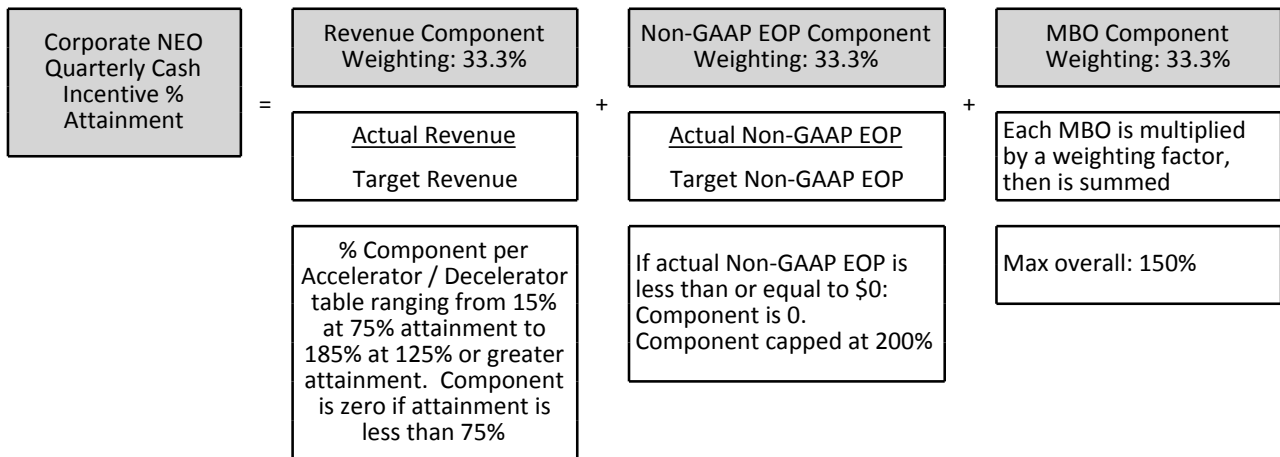 Corporate NEO
Quarterly Cash
Incentive %
Attainment
=
Revenue Component
Weighting: 33.3%
Actual Revenue
Target Revenue
% Component per
Accelerator / Decelerator
table ranging from 15%
at 75% attainment to
185% at 125% or greater
attainment.  Component
is zero if attainment is
less than 75%
+
Non-GAAP EOP Component
Weighting: 33.3%
Actual Non-GAAP EOP
Target Non-GAAP EOP
If actual Non-GAAP EOP is
less than or equal to $0:
Component is 0.
Component capped at 200%
+
MBO Component
Weighting: 33.3%
Each MBO is multiplied
by a weighting factor,
then is summed
Max overall: 150%